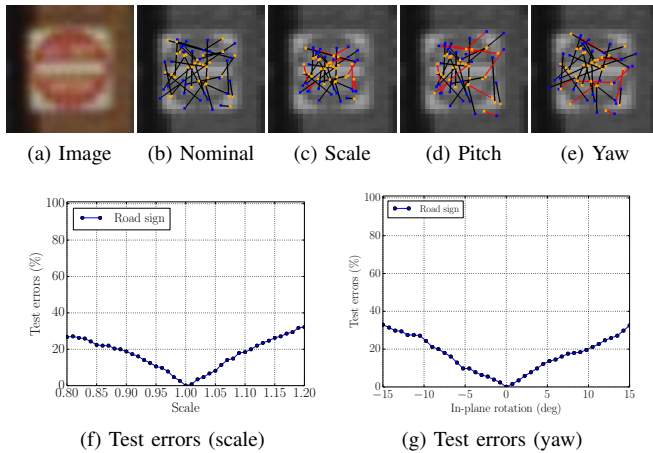 (a) Image (b) Nominal (c) Scale (d) Pitch (e) Yaw
100
80
60
40
20
0
Test errors (%)
Road sign
0.80 0.85 0.90 0.95 1.00 1.05 1.10 1.15 1.20
Scale
(f) Test errors (scale)
100
80
60
40
20
0
Test errors (%)
Road sign
−15 −10 −5 0 5 10 15
In-plane rotation (deg)
(g) Test errors (yaw)